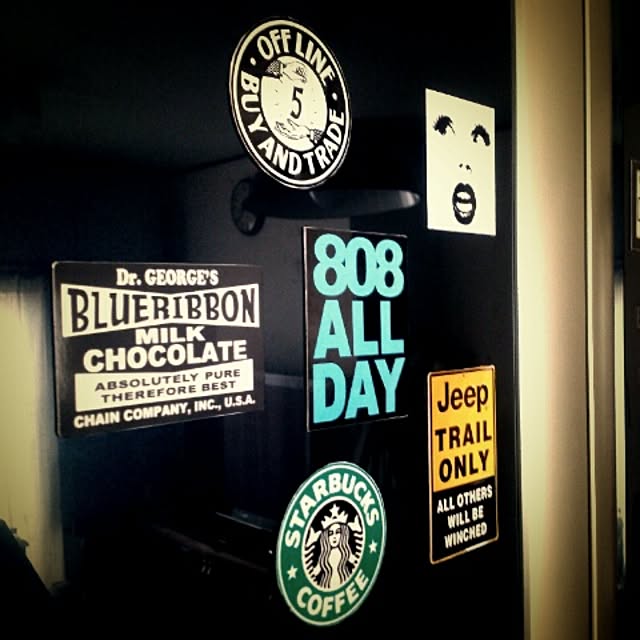 OFF LINE
5
BUY AND TRADE
Dr. GEORGE'S
BLUERIBBON
MILK
CHOCOLATE
ABSOLUTELY PURE
THEREFORE BEST
CHAIN COMPANY, INC., U.S.A.
808
ALL
DAY
Jeep
TRAIL
ONLY
ALL OTHERS
WILL BE
WINCHED
STARBUCKS
COFFEE